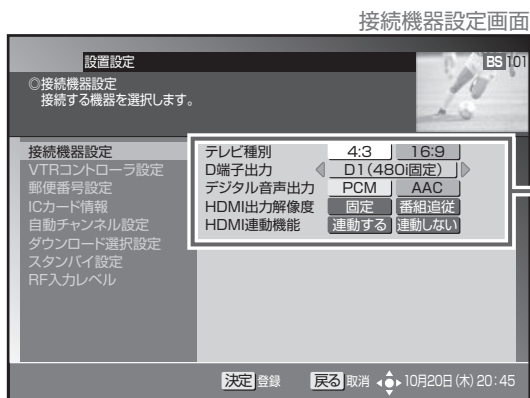 接続機器設定画面
設置設定
BS 101
◎接続機器設定
接続する機器を選択します。
接続機器設定
VTRコントローラ設定
郵便番号設定
ICカード情報
自動チャンネル設定
ダウンロード選択設定
スタンバイ設定
RF入力レベル
テレビ種別 4:3 16:9
D端子出力 D1(480i固定)
デジタル音声出力 PCM AAC
HDMI出力解像度 固定 番組追従
HDMI連動機能 連動する 連動しない
決定 登録 戻る 取消 10月20日(木) 20:45